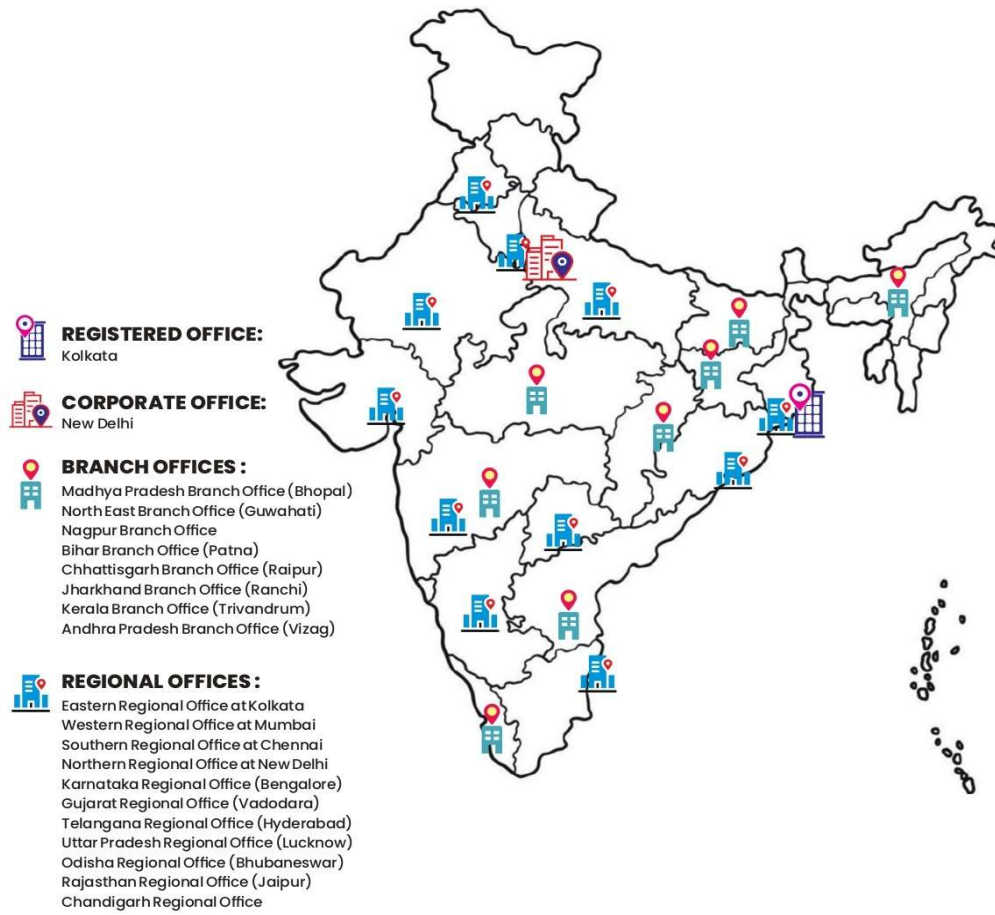 REGISTERED OFFICE:
Kolkata
CORPORATE OFFICE:
New Delhi
BRANCH OFFICES :
Madhya Pradesh Branch Office (Bhopal)
North East Branch Office (Guwahati)
Nagpur Branch Office
Bihar Branch Office (Patna)
Chhattisgarh Branch Office (Raipur)
Jharkhand Branch Office (Ranchi)
Kerala Branch Office (Trivandrum)
Andhra Pradesh Branch Office (Vizag)
REGIONAL OFFICES :
Eastern Regional Office at Kolkata
Western Regional Office at Mumbai
Southern Regional Office at Chennai
Northern Regional Office at New Delhi
Karnataka Regional Office (Bengalore)
Gujarat Regional Office (Vadodara)
Telangana Regional Office (Hyderabad)
Uttar Pradesh Regional Office (Lucknow)
Odisha Regional Office (Bhubaneswar)
Rajasthan Regional Office (Jaipur)
Chandigarh Regional Office